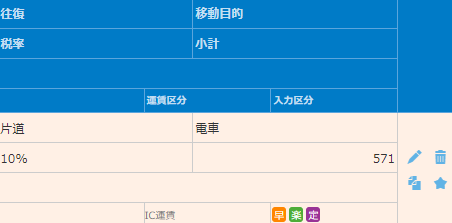 往復 移動目的
税率 小計
運賃区分 入力区分
片道 電車
10% 571
IC運賃 早 楽 定